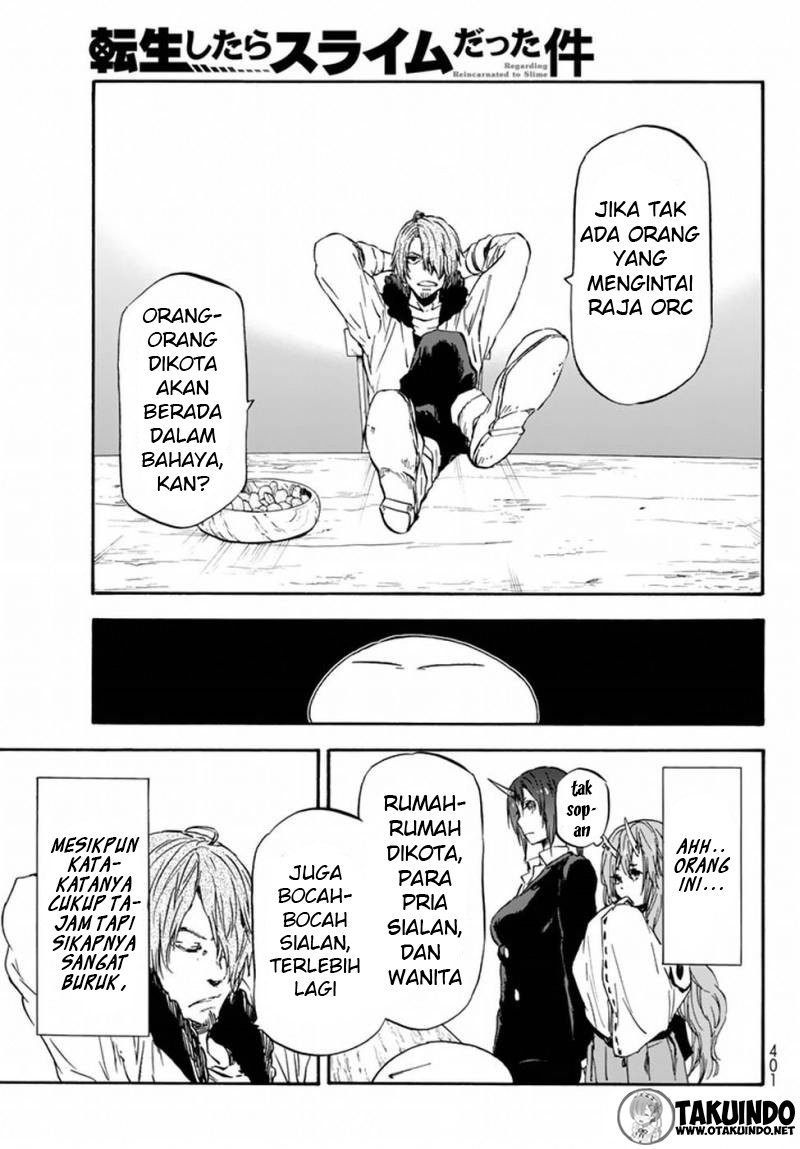 転生したらスライムだった件
Regarding
Reincarnated to Slime
JIKA TAK
ADA ORANG
YANG
MENGINTAI
RAJA ORC
ORANG-
ORANG
DIKOTA
AKAN
BERADA
DALAM
BAHAYA,
KAN?
AHH..
ORANG
INI...
tak
sop-
an
RUMAH-
RUMAH
DIKOTA,
PARA
PRIA
SIALAN,
DAN
WANITA
JUGA
BOCAH-
BOCAH
SIALAN,
TERLEBIH
LAGI
MESIKPUN
KATA-
KATANYA
CUKUP TA-
JAM TAPI
SIKAPNYA
SANGAT
BURUK,
401
TAKUINDO
WWW.OTAKUINDO.NET